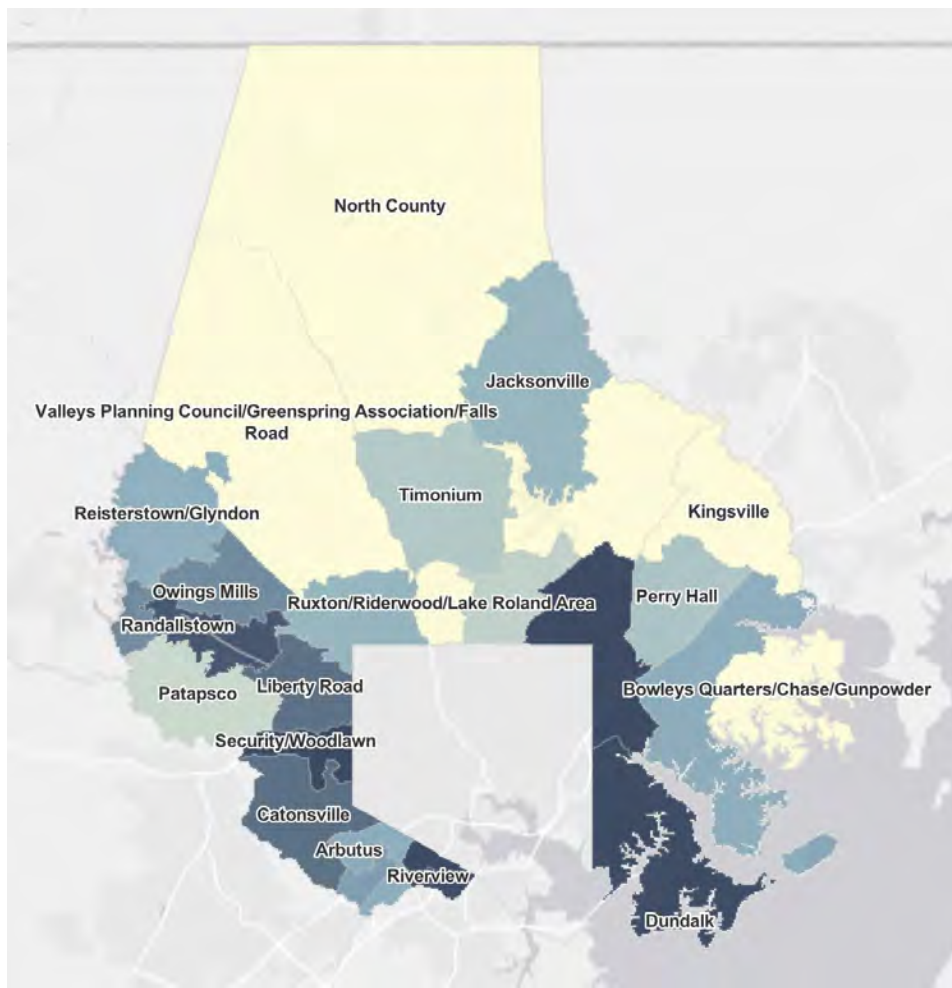 North County
Jacksonville
Valleys Planning Council/Greenspring Association/Falls
Road
Timonium
Reisterstown/Glyndon
Kingsville
Owings Mills
Ruxton/Riderwood/Lake Roland Area
Perry Hall
Randallstown
Patapsco
Liberty Road
Bowleys Quarters/Chase/Gunpowder
Security/Woodlawn
Catonsville
Arbutus
Riverview
Dundalk